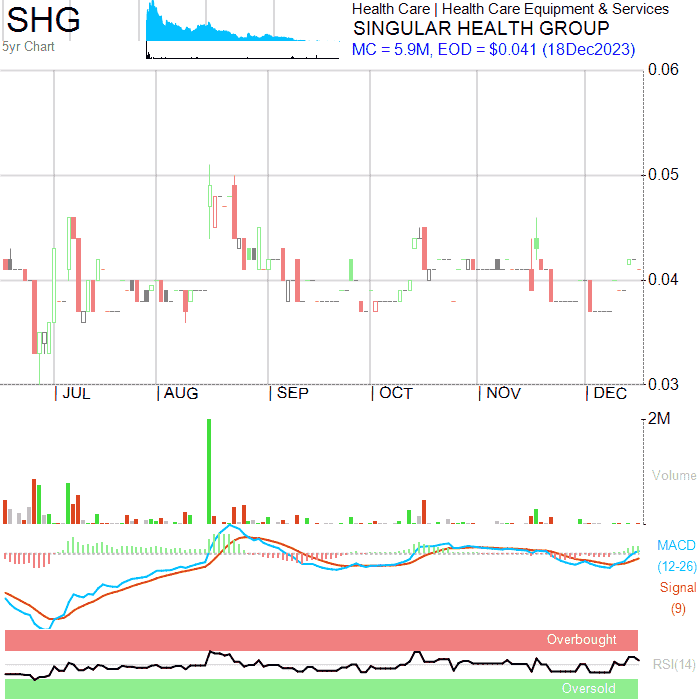 SHG
5yr Chart
Health Care | Health Care Equipment & Services
SINGULAR HEALTH GROUP
MC = 5.9M, EOD = $0.041 (18Dec2023)
0.06
0.05
0.04
0.03
| JUL | AUG | SEP | OCT | NOV | DEC
2M
Volume
MACD
(12-26)
Signal
(9)
Overbought
RSI(14)
Oversold